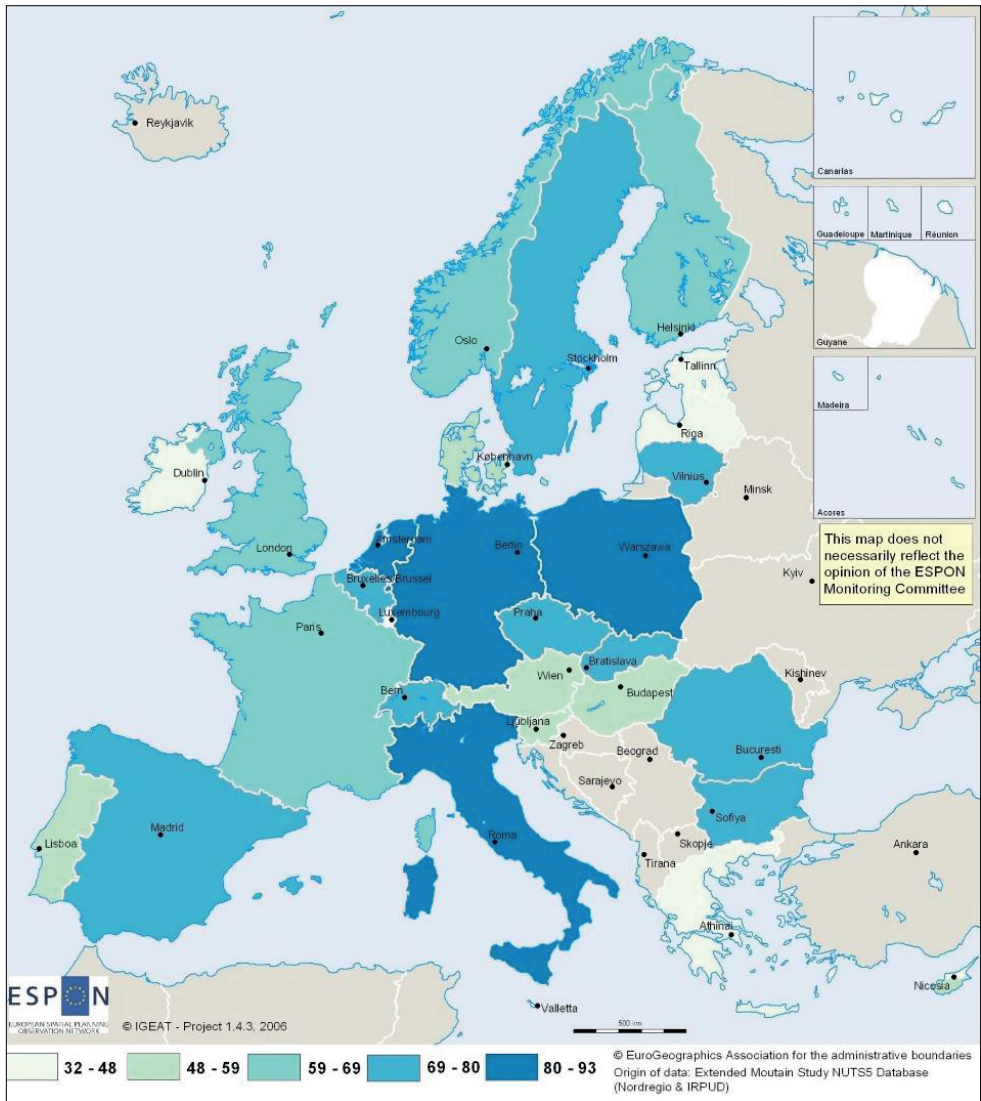 Reykjavik
Canarias
Guadeloupe
Martinique
Réunion
Guyane
Helsinki
Oslo
Stockholm
Tallinn
Madeira
Riga
København
Dublin
Vilnius
Minsk
Acores
This map does not
necessarily reflect the
opinion of the ESPON
Monitoring Committee
London
Amsterdam
Berlin
Warszawa
Kyiv
Bruxelles/Brussel
Luxembourg
Praha
Paris
Wien
Bratislava
Kishinev
Bern
Budapest
Ljubljana
Zagreb
Beograd
Bucuresti
Sarajevo
Sofiya
Madrid
Lisboa
Roma
Skopje
Tirana
Ankara
Athinai
Nicosia
Valletta
ESPON
EUROPEAN SPATIAL PLANNING
OBSERVATION NETWORK
© IGEAT - Project 1.4.3, 2006
500 km
32 - 48
48 - 59
59 - 69
69 - 80
80 - 93
© EuroGeographics Association for the administrative boundaries
Origin of data: Extended Moutain Study NUTS5 Database
(Nordregio & IRPUD)